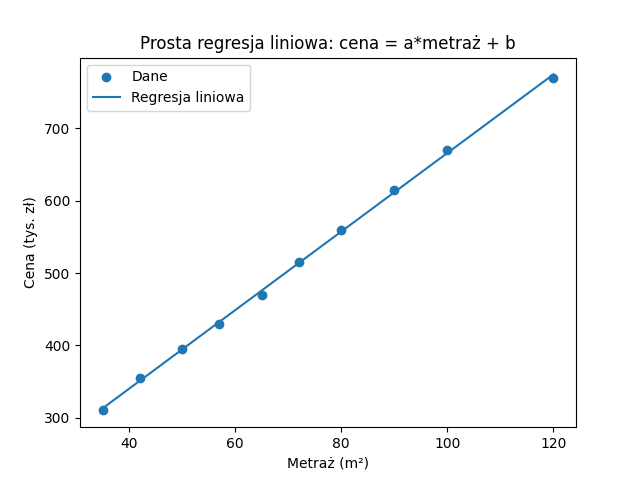 Prosta regresja liniowa: cena = a*metraż + b
Dane
Regresja liniowa
700
600
500
400
300
Cena (tys. zł)
40 60 80 100 120
Metraż (m²)